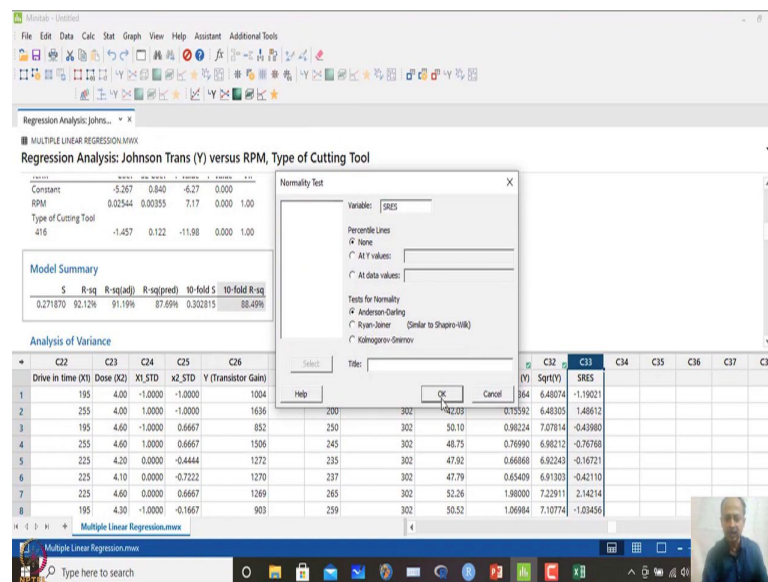 Minitab - Untitled
File Edit Data Calc Stat Graph View Help Assistant Additional Tools
Regression Analysis: Johns...
MULTIPLE LINEAR REGRESSION.MWX
Regression Analysis: Johnson Trans (Y) versus RPM, Type of Cutting Tool
Constant -5.267 0.840 -6.27 0.000
RPM 0.02544 0.00355 7.17 0.000 1.00
Type of Cutting Tool
416 -1.457 0.122 -11.98 0.000 1.00
Model Summary
S R-sq R-sq(adj) R-sq(pred) 10-fold S 10-fold R-sq
0.271870 92.12% 91.19% 87.69% 0.302815 88.49%
Analysis of Variance
Normality Test
Variable: SRES
Percentile Lines
None
At Y values:
At data values:
Tests for Normality
Anderson-Darling
Ryan-Joiner (Similar to Shapiro-Wilk)
Kolmogorov-Smirnov
Select
Title:
Help OK Cancel
C22 C23 C24 C25 C26 C32 C33 C34 C35 C36 C37
Drive in time (X1) Dose (X2) X1_STD x2_STD Y (Transistor Gain) (Y) Sqrt(Y) SRES
1 195 4.00 -1.0000 -1.0000 1004 364 6.48074 -1.19021
2 255 4.00 1.0000 -1.0000 1636 200 302 42.03 0.15592 6.48305 1.48612
3 195 4.60 -1.0000 0.6667 852 250 302 50.10 0.98224 7.07814 -0.43980
4 255 4.60 1.0000 0.6667 1506 245 302 48.75 0.76990 6.98212 -0.76768
5 225 4.20 0.0000 -0.4444 1272 235 302 47.92 0.66868 6.92243 -0.16721
6 225 4.10 0.0000 -0.7222 1270 237 302 47.79 0.65409 6.91303 -0.42110
7 225 4.60 0.0000 0.6667 1269 265 302 52.26 1.98000 7.22911 2.14214
8 195 4.30 -1.0000 -0.1667 903 259 302 50.52 1.06984 7.10774 -1.03456
Multiple Linear Regression.mwx
Multiple Linear Regression.mwx
NPTEL
Type here to search